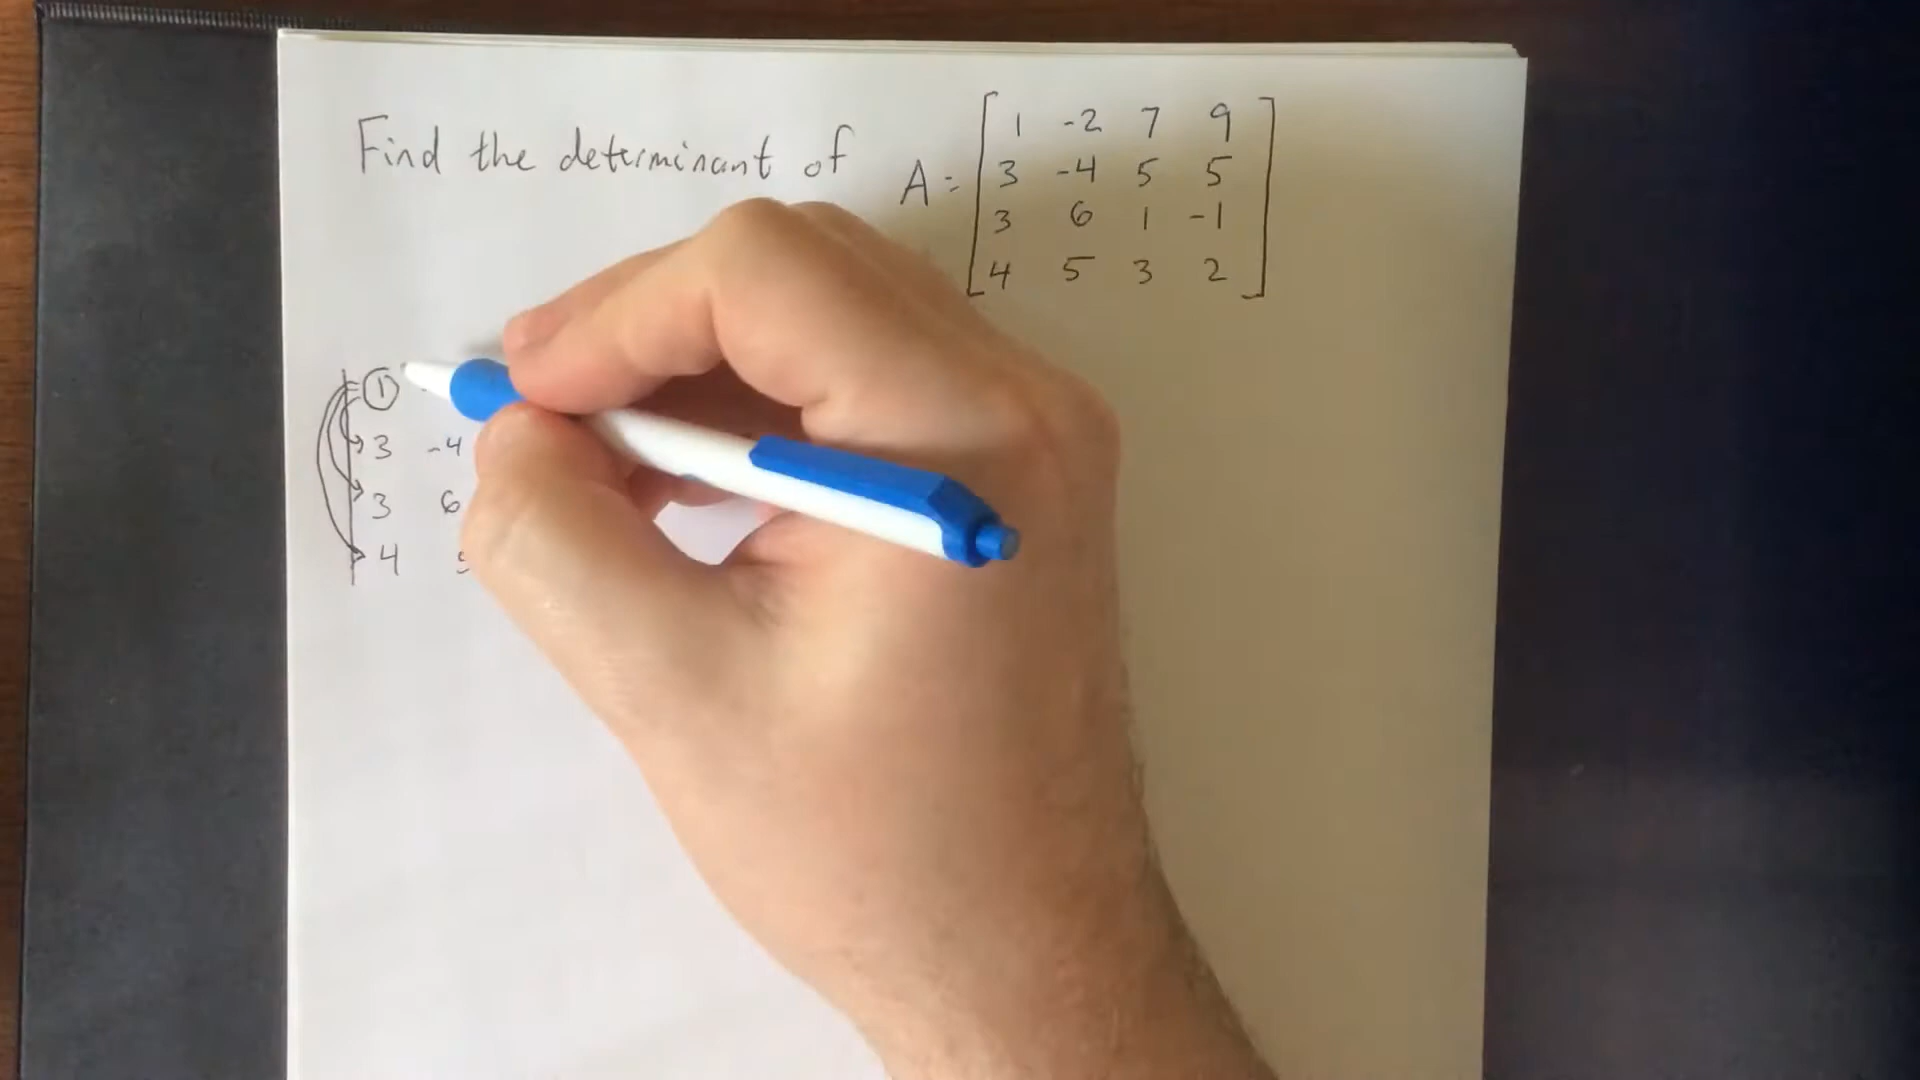 Find the determinant of A = [1 -2 7 9
3 -4 5 5
3 6 1 -1
4 5 3 2]
1
3 -4
3 6
4